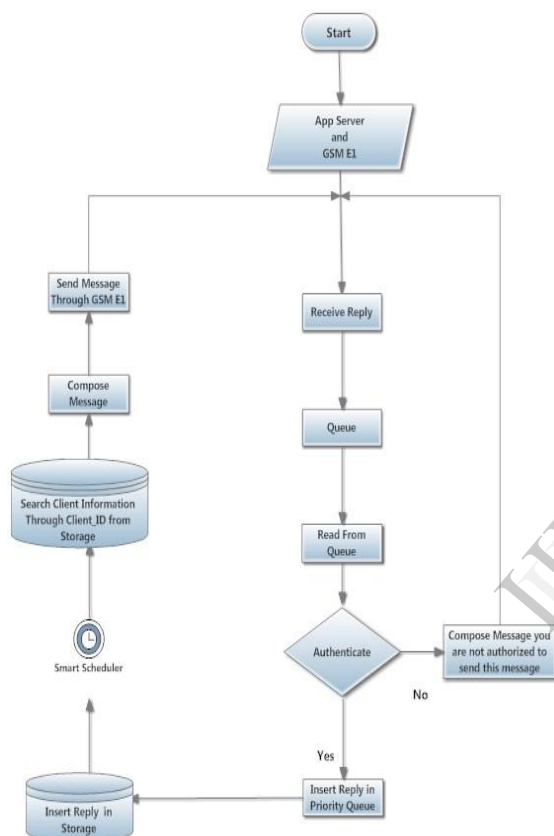 Start
App Server
and
GSM E1
Send Message
Through GSM E1
Receive Reply
Compose
Message
Queue
Search Client Information
Through Client_ID from
Storage
Read From
Queue
Authenticate
Compose Message you
are not authorized to
send this message
No
Smart Scheduler
Yes
Insert Reply in
Priority Queue
Insert Reply in
Storage